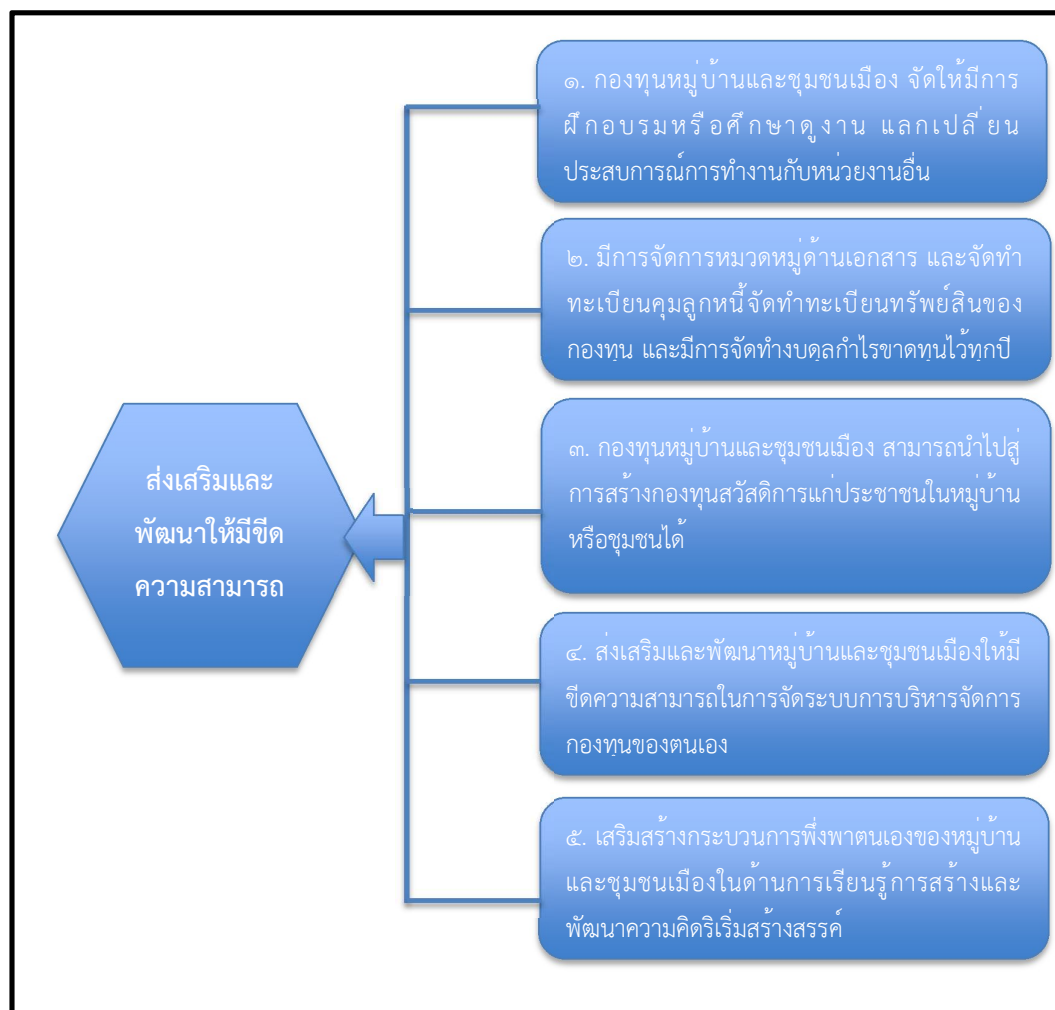 ๑. กองทุนหมู่บ้านและชุมชนเมือง จัดให้มีการ
ฝึกอบรมหรือศึกษาดูงาน แลกเปลี่ยน
ประสบการณ์การทำงานกับหน่วยงานอื่น
๒. มีการจัดการหมวดหมู่ด้านเอกสาร และจัดทำ
ทะเบียนคุมลูกหนี้จัดทำทะเบียนทรัพย์สินของ
กองทุน และมีการจัดทำงบดุลกำไรขาดทุนไว้ทุกปี
๓. กองทุนหมู่บ้านและชุมชนเมือง สามารถนำไปสู่
การสร้างกองทุนสวัสดิการแก่ประชาชนในหมู่บ้าน
หรือชุมชนได้
ส่งเสริมและ
พัฒนาให้มีขีด
ความสามารถ
๔. ส่งเสริมและพัฒนาหมู่บ้านและชุมชนเมืองให้มี
ขีดความสามารถในการจัดระบบการบริหารจัดการ
กองทุนของตนเอง
๕. เสริมสร้างกระบวนการพึ่งพาตนเองของหมู่บ้าน
และชุมชนเมืองในด้านการเรียนรู้การสร้างและ
พัฒนาความคิดริเริ่มสร้างสรรค์